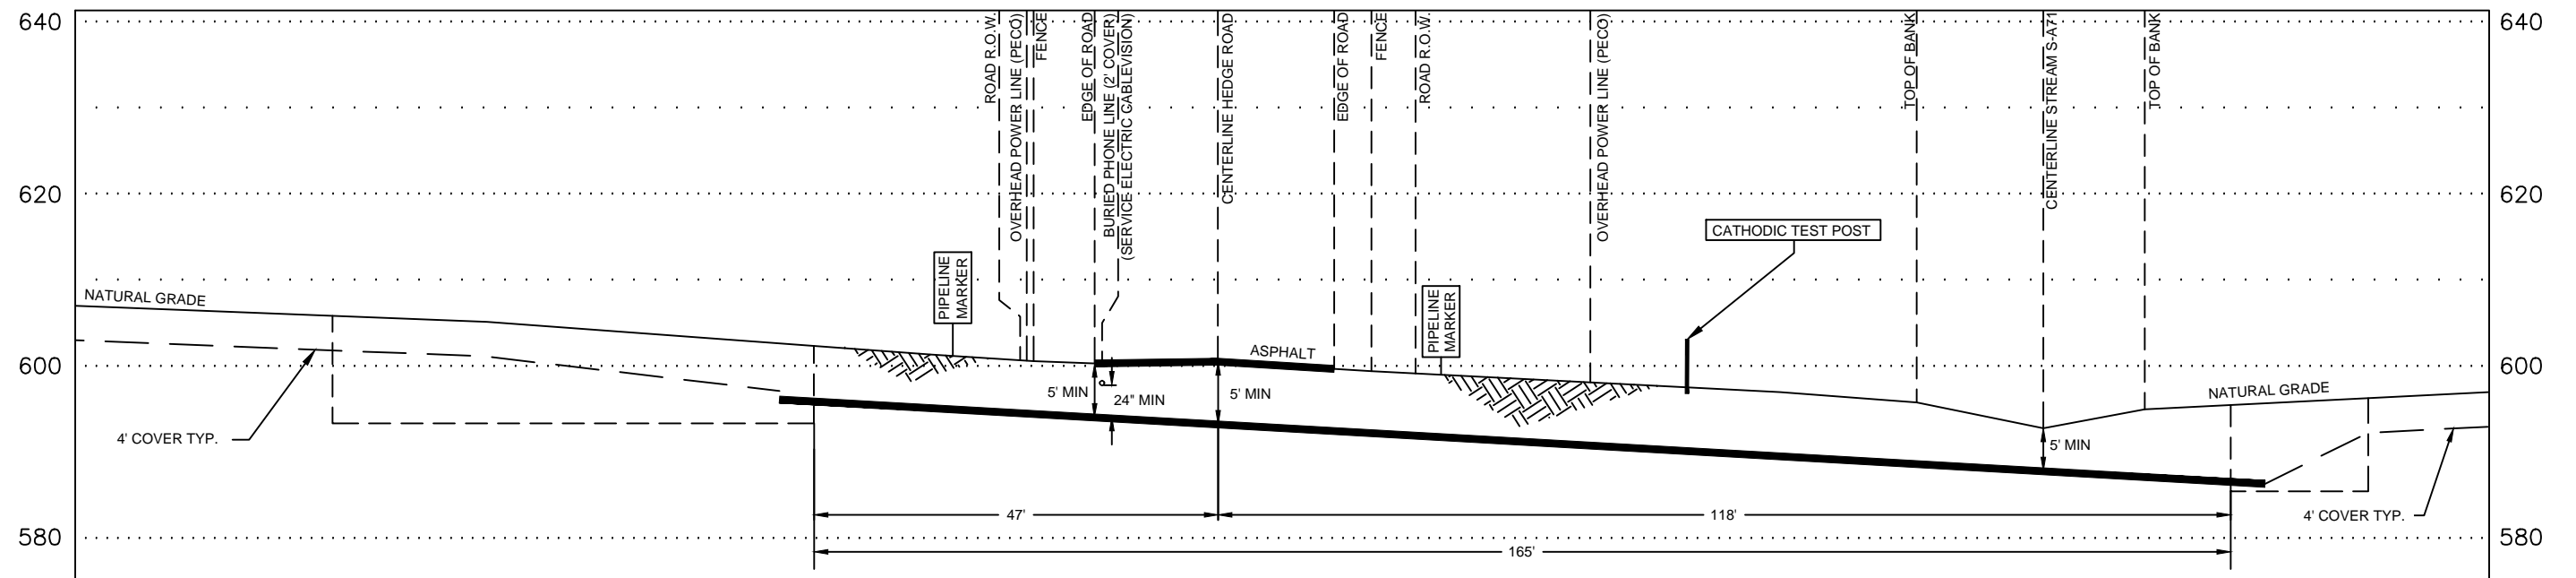 640
640
ROAD R.O.W.
OVERHEAD POWER LINE (PECO)
FENCE
EDGE OF ROAD
BURIED PHONE LINE (2' COVER)
(SERVICE ELECTRIC CABLEVISION)
CENTERLINE HEDGE ROAD
EDGE OF ROAD
FENCE
ROAD R.O.W.
OVERHEAD POWER LINE (PECO)
TOP OF BANK
CENTERLINE STREAM S-A71
TOP OF BANK
620
620
CATHODIC TEST POST
PIPELINE
MARKER
PIPELINE
MARKER
NATURAL GRADE
ASPHALT
600
600
NATURAL GRADE
5' MIN
24" MIN
5' MIN
5' MIN
4' COVER TYP.
4' COVER TYP.
47'
118'
580
580
165'